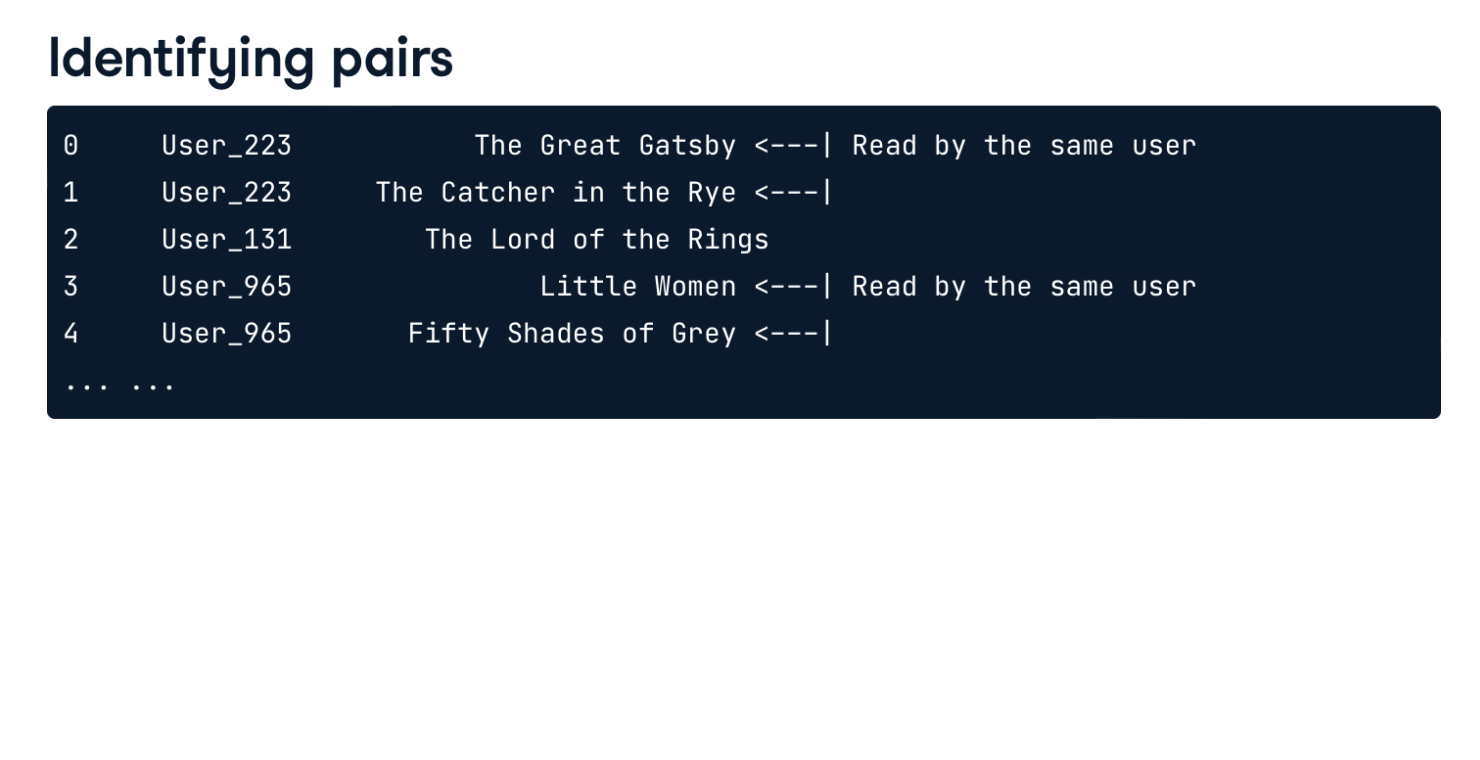 Identifying pairs
0     User_223           The Great Gatsby <---| Read by the same user
1     User_223     The Catcher in the Rye <---|
2     User_131        The Lord of the Rings
3     User_965               Little Women <---| Read by the same user
4     User_965       Fifty Shades of Grey <---|
... ...